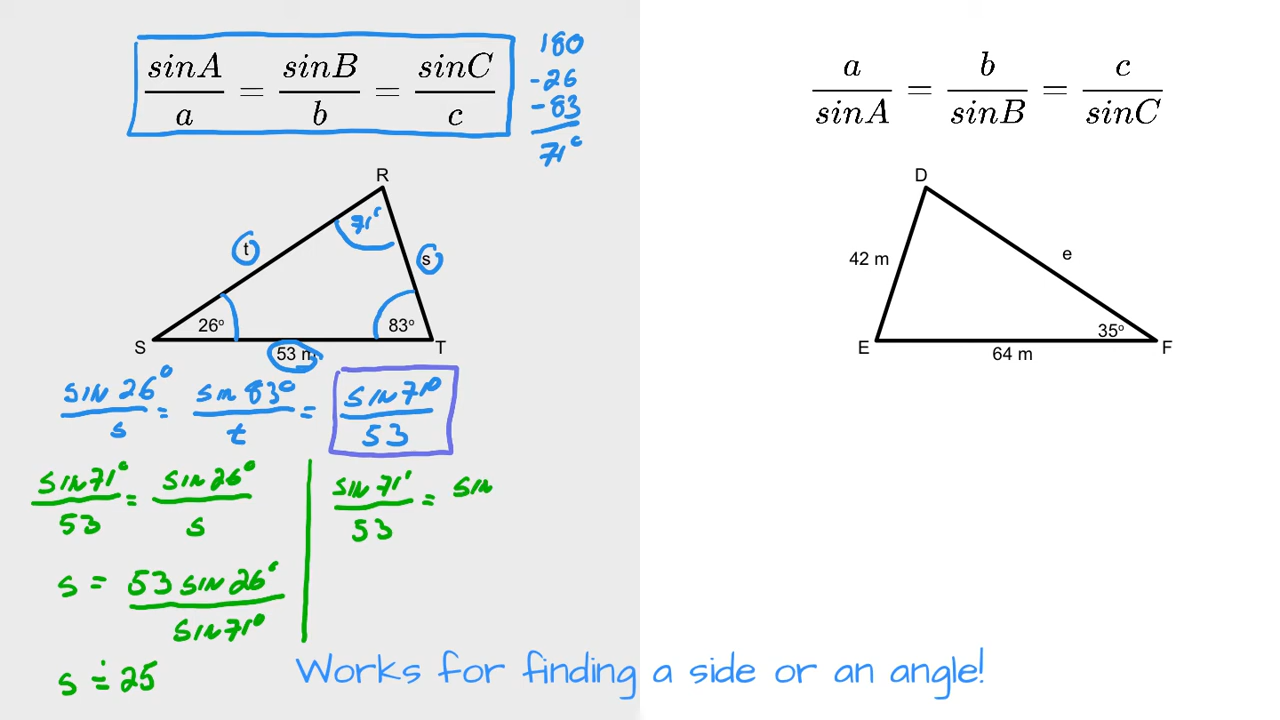 sinA/a = sinB/b = sinC/c
180
-26
-83
71°
R
71°
t
s
26°
83°
S
53 m
T
sin 26°/s = sin 83°/t = sin 71°/53
sin 71°/53 = sin 26°/s
s = 53 sin 26°/sin 71°
s ≐ 25
sin 71°/53 = sin
a/sinA = b/sinB = c/sinC
D
42 m
e
35°
E
64 m
F
Works for finding a side or an angle!